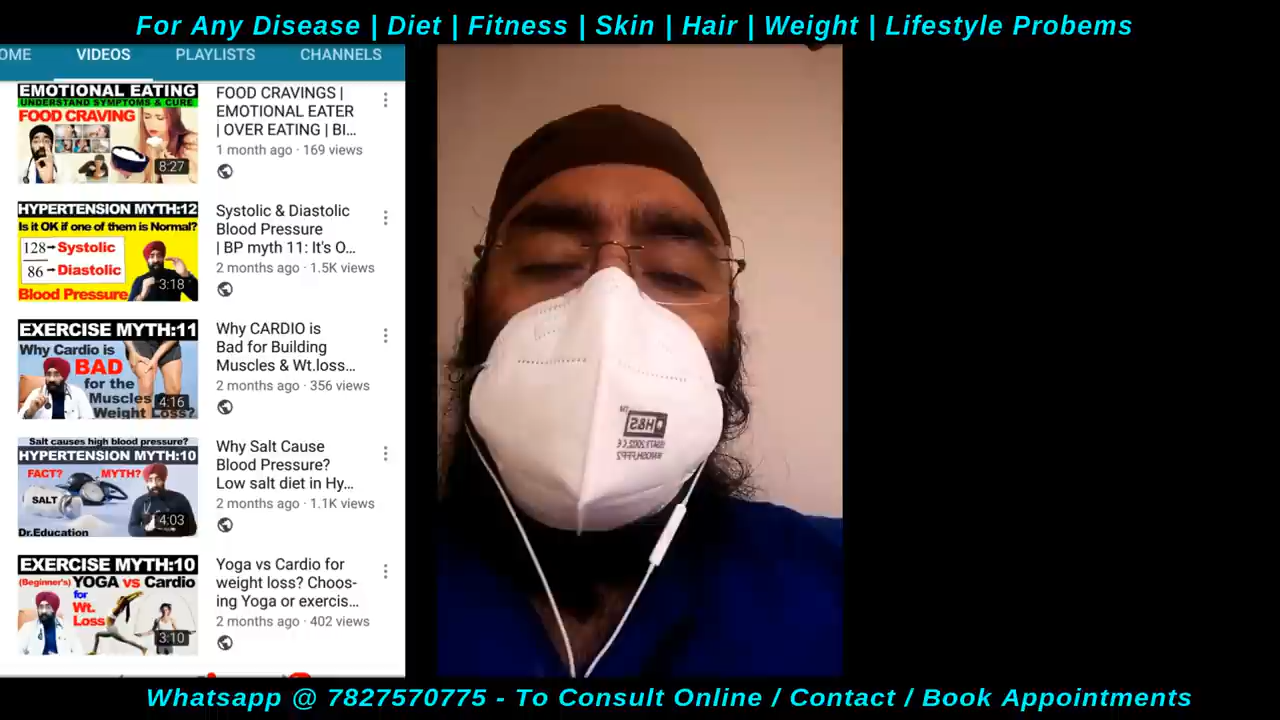 For Any Disease | Diet | Fitness | Skin | Hair | Weight | Lifestyle Probems
OME VIDEOS PLAYLISTS CHANNELS
EMOTIONAL EATING
UNDERSTAND SYMPTOMS & CURE
FOOD CRAVING
8:27
FOOD CRAVINGS |
EMOTIONAL EATER
| OVER EATING | BI...
1 month ago · 169 views
HYPERTENSION MYTH:12
Is it OK if one of them is Normal?
128 Systolic
86 Diastolic
Blood Pressure
3:18
Systolic & Diastolic
Blood Pressure
| BP myth 11: It's O...
2 months ago · 1.5K views
EXERCISE MYTH:11
Why Cardio is
BAD
for the
Muscles
Weight Loss?
4:16
Why CARDIO is
Bad for Building
Muscles & Wt.loss...
2 months ago · 356 views
Salt causes high blood pressure?
HYPERTENSION MYTH:10
FACT? MYTH?
SALT
Dr.Education
4:03
Why Salt Cause
Blood Pressure?
Low salt diet in Hy...
2 months ago · 1.1K views
EXERCISE MYTH:10
(Beginner's) YOGA vs Cardio
for
Wt.
Loss
3:10
Yoga vs Cardio for
weight loss? Choos-
ing Yoga or exercis...
2 months ago · 402 views
H&S
Whatsapp @ 7827570775 - To Consult Online / Contact / Book Appointments